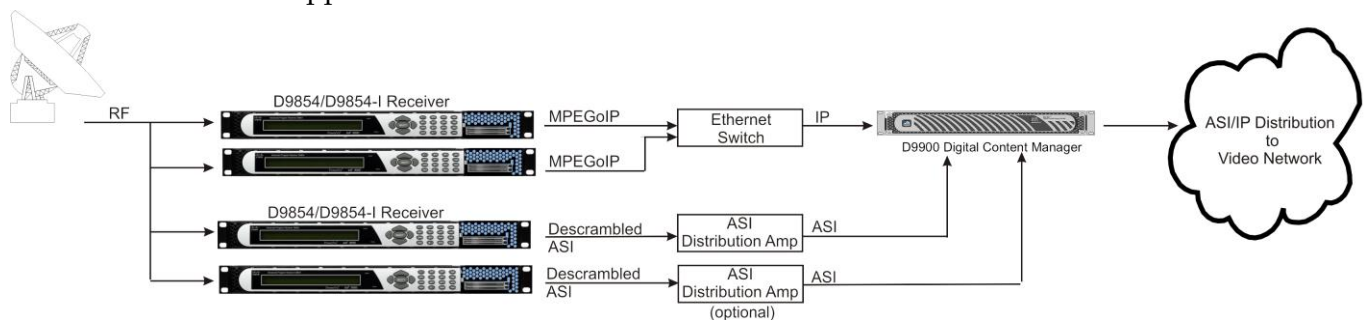 RF
D9854/D9854-I Receiver
MPEGoIP
MPEGoIP
Ethernet
Switch
IP
D9900 Digital Content Manager
ASI/IP Distribution
to
Video Network
D9854/D9854-I Receiver
Descrambled
ASI
ASI
Distribution Amp
ASI
Descrambled
ASI
ASI
Distribution Amp
(optional)
ASI